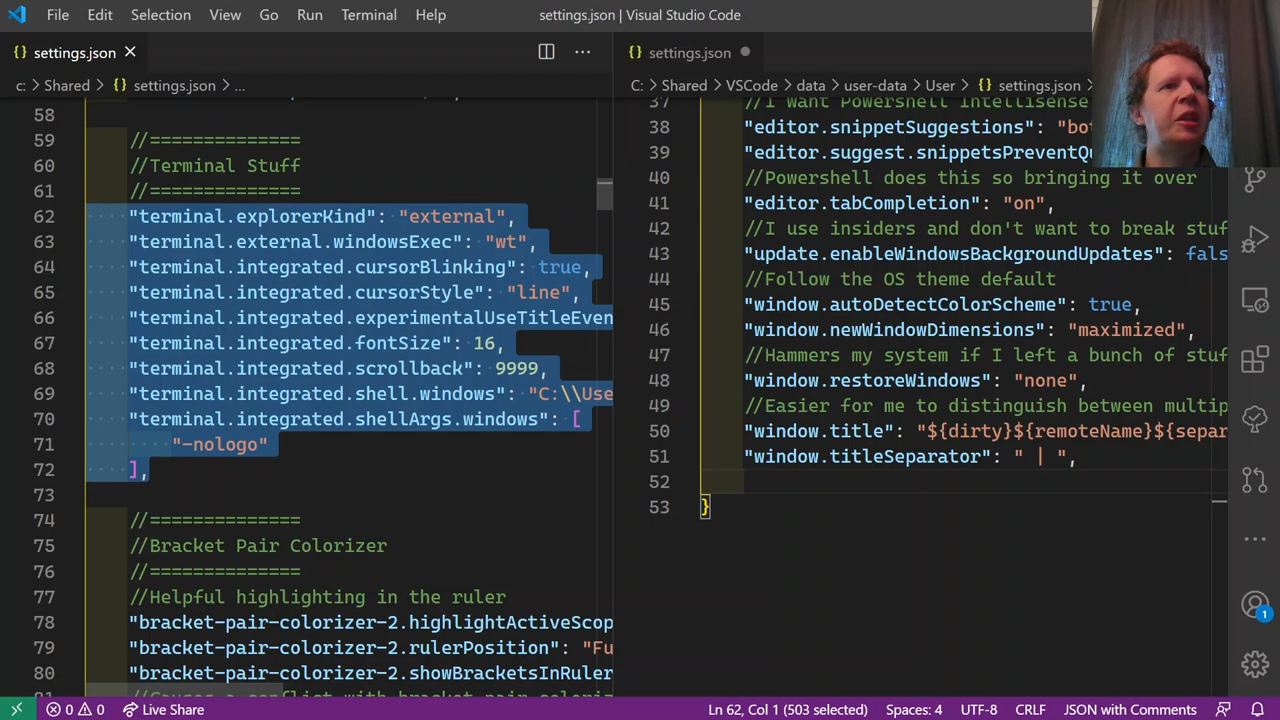 File Edit Selection View Go Run Terminal Help settings.json | Visual Studio Code
settings.json
c: > Shared > {} settings.json > ...
58
59 //==============
60 //Terminal Stuff
61 //==============
62 "terminal.explorerKind": "external",
63 "terminal.external.windowsExec": "wt",
64 "terminal.integrated.cursorBlinking": true,
65 "terminal.integrated.cursorStyle": "line",
66 "terminal.integrated.experimentalUseTitleEven
67 "terminal.integrated.fontSize": 16,
68 "terminal.integrated.scrollback": 9999,
69 "terminal.integrated.shell.windows": "C:\\Use
70 "terminal.integrated.shellArgs.windows": [
71 "-nologo"
72 ],
73
74 //==============
75 //Bracket Pair Colorizer
76 //==============
77 //Helpful highlighting in the ruler
78 "bracket-pair-colorizer-2.highlightActiveScop
79 "bracket-pair-colorizer-2.rulerPosition": "Fu
80 "bracket-pair-colorizer-2.showBracketsInRuler
settings.json
C: > Shared > VSCode > data > user-data > User > {} settings.json
37 //I want Powershell Intellisense
38 "editor.snippetSuggestions": "bot
39 "editor.suggest.snippetsPreventQu
40 //Powershell does this so bringing it over
41 "editor.tabCompletion": "on",
42 //I use insiders and don't want to break stuf
43 "update.enableWindowsBackgroundUpdates": fals
44 //Follow the OS theme default
45 "window.autoDetectColorScheme": true,
46 "window.newWindowDimensions": "maximized",
47 //Hammers my system if I left a bunch of stuf
48 "window.restoreWindows": "none",
49 //Easier for me to distinguish between multip
50 "window.title": "${dirty}${remoteName}${separ
51 "window.titleSeparator": " | ",
52
53 }
1
0 0 Live Share Ln 62, Col 1 (503 selected) Spaces: 4 UTF-8 CRLF JSON with Comments